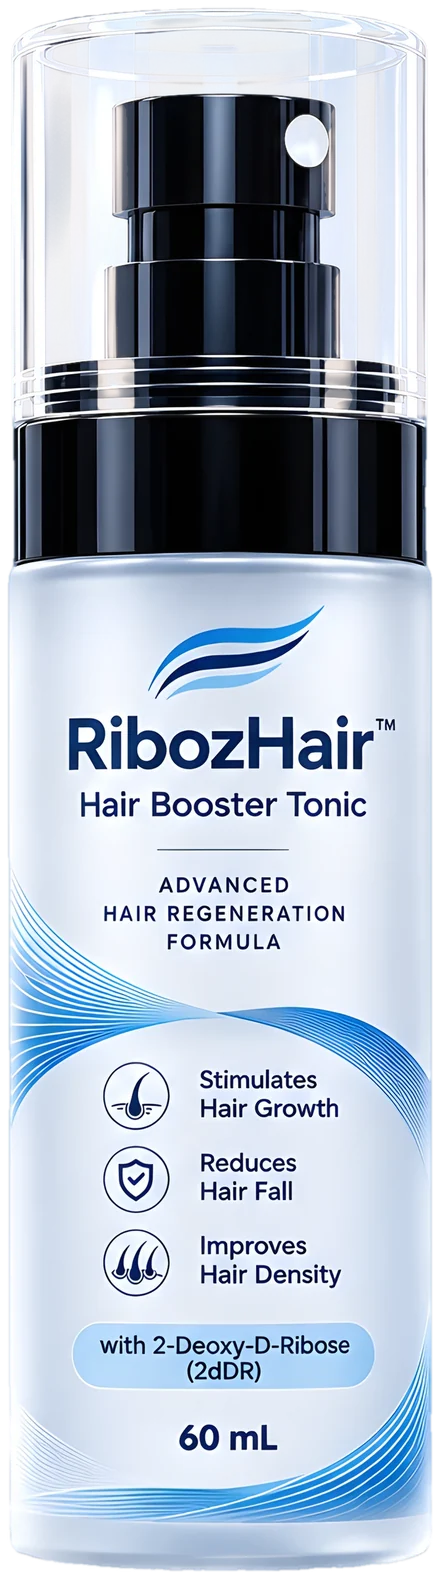 RibozHair™
Hair Booster Tonic
ADVANCED
HAIR REGENERATION
FORMULA
Stimulates
Hair Growth
Reduces
Hair Fall
Improves
Hair Density
with 2-Deoxy-D-Ribose
(2dDR)
60 mL